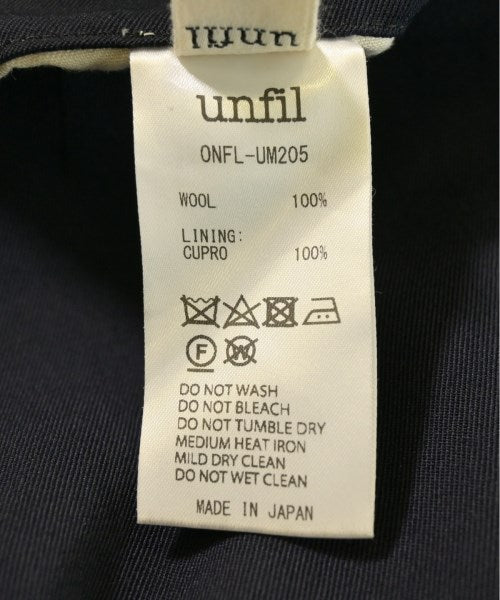 unfil
unfil
ONFL-UM205
WOOL 100%
LINING:
CUPRO 100%
F W
DO NOT WASH
DO NOT BLEACH
DO NOT TUMBLE DRY
MEDIUM HEAT IRON
MILD DRY CLEAN
DO NOT WET CLEAN
MADE IN JAPAN